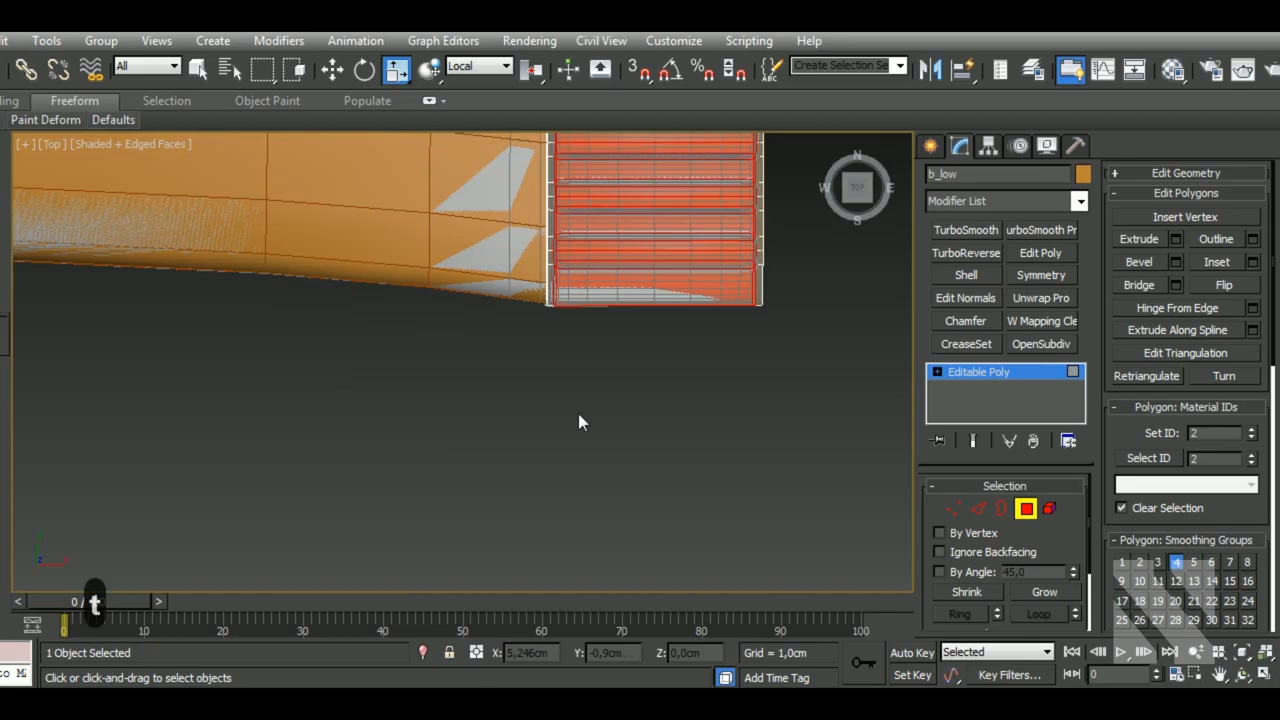 it Tools Group Views Create Modifiers Animation Graph Editors Rendering Civil View Customize Scripting Help
All Local 3 Create Selection Se
ABC
ling Freeform Selection Object Paint Populate
Paint Deform Defaults
[+][Top][Shaded + Edged Faces]
N
W TOP E
S
b_low
Modifier List
TurboSmooth urboSmooth Pr
TurboReverse Edit Poly
Shell Symmetry
Edit Normals Unwrap Pro
Chamfer W Mapping Cle
CreaseSet OpenSubdiv
Editable Poly
- Selection
By Vertex
Ignore Backfacing
By Angle: 45,0
Shrink Grow
Ring Loop
+ Edit Geometry
- Edit Polygons
Insert Vertex
Extrude Outline
Bevel Inset
Bridge Flip
Hinge From Edge
Extrude Along Spline
Edit Triangulation
Retriangulate Turn
- Polygon: Material IDs
Set ID: 2
Select ID 2
Clear Selection
- Polygon: Smoothing Groups
1 2 3 4 5 6 7 8
9 10 11 12 13 14 15 16
17 18 19 20 21 22 23 24
25 26 27 28 29 30 31 32
< 0 / >
t
0 10 20 30 40 50 60 70 80 90 100
1 Object Selected X: 5,246cm Y: -0,9cm Z: 0,0cm Grid = 1,0cm Auto Key Selected
to Mi Click or click-and-drag to select objects Add Time Tag Set Key Key Filters... 0